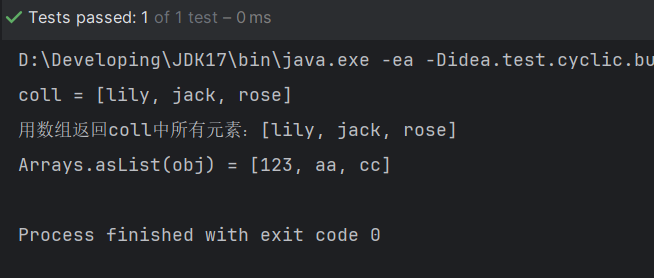 Tests passed: 1 of 1 test – 0 ms
D:\Developing\JDK17\bin\java.exe -ea -Didea.test.cyclic.bu
coll = [lily, jack, rose]
用数组返回coll中所有元素：[lily, jack, rose]
Arrays.asList(obj) = [123, aa, cc]
Process finished with exit code 0